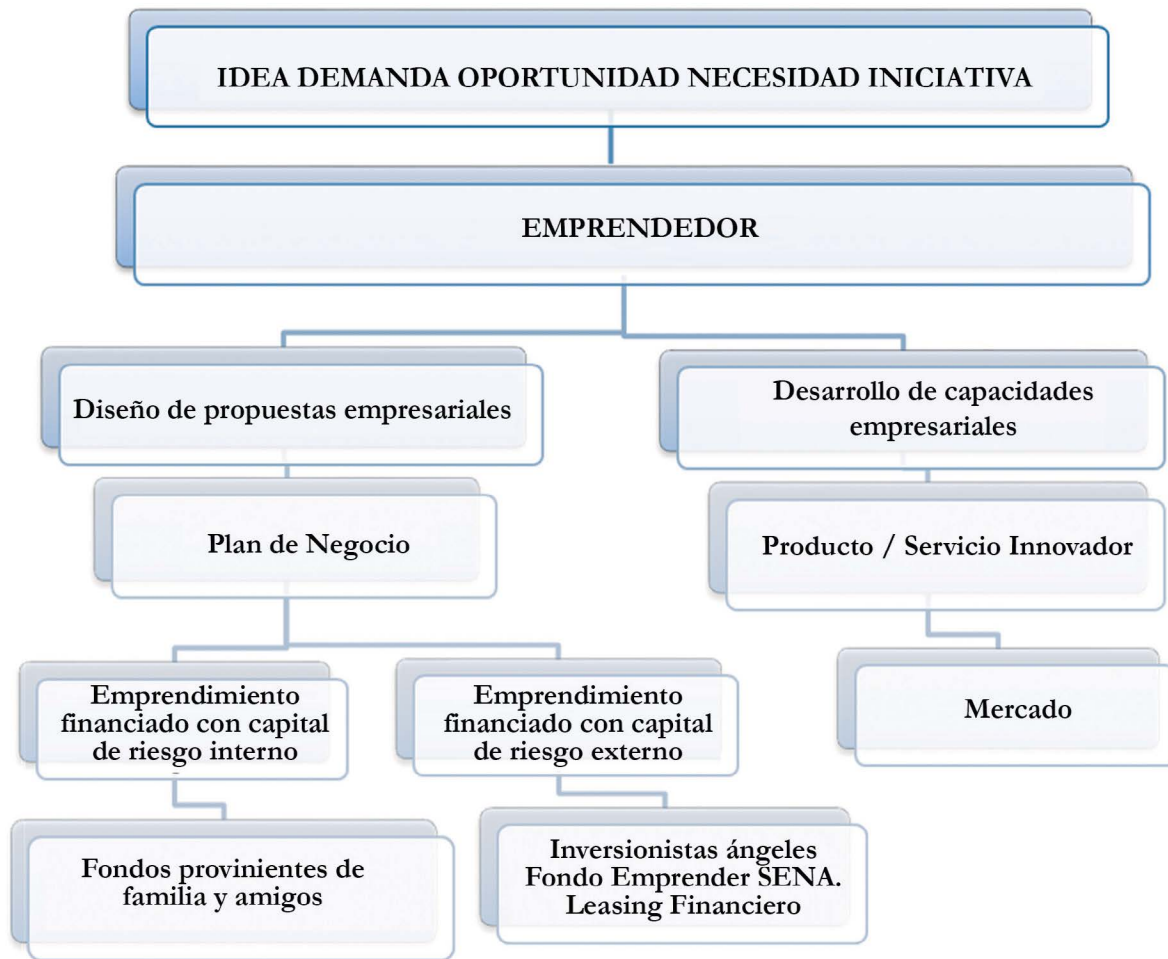 IDEA DEMANDA OPORTUNIDAD NECESIDAD INICIATIVA
EMPRENDEDOR
Diseño de propuestas empresariales
Desarrollo de capacidades
empresariales
Plan de Negocio
Producto / Servicio Innovador
Emprendimiento
financiado con capital
de riesgo interno
Emprendimiento
financiado con capital
de riesgo externo
Mercado
Fondos provinientes de
familia y amigos
Inversionistas ángeles
Fondo Emprender SENA.
Leasing Financiero